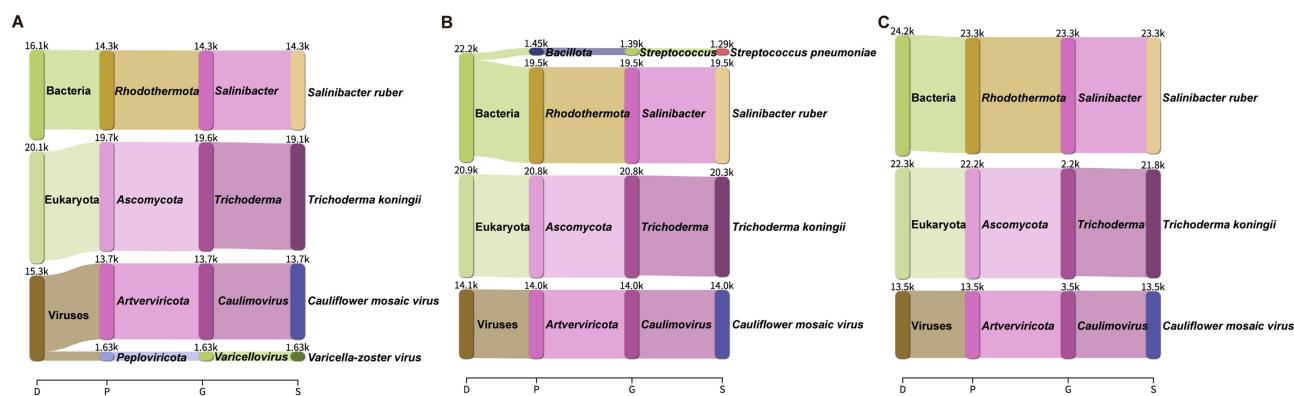 A
16.1k 14.3k 14.3k 14.3k
Bacteria Rhodothermota Salinibacter Salinibacter ruber
20.1k 19.7k 19.6k 19.1k
Eukaryota Ascomycota Trichoderma Trichoderma koningii
15.3k 13.7k 13.7k 13.7k
Viruses Artverviricota Caulimovirus Cauliflower mosaic virus
1.63k 1.63k 1.63k
Peploviricota Varicellovirus Varicella-zoster virus
D P G S
B
22.2k 1.45k 1.39k 1.29k
Bacillota Streptococcus Streptococcus pneumoniae
19.5k 19.5k 19.5k
Bacteria Rhodothermota Salinibacter Salinibacter ruber
20.9k 20.8k 20.8k 20.3k
Eukaryota Ascomycota Trichoderma Trichoderma koningii
14.1k 14.0k 14.0k 14.0k
Viruses Artverviricota Caulimovirus Cauliflower mosaic virus
D P G S
C
24.2k 23.3k 23.3k 23.3k
Bacteria Rhodothermota Salinibacter Salinibacter ruber
22.3k 22.2k 2.2k 21.8k
Eukaryota Ascomycota Trichoderma Trichoderma koningii
13.5k 13.5k 3.5k 13.5k
Viruses Artverviricota Caulimovirus Cauliflower mosaic virus
D P G S